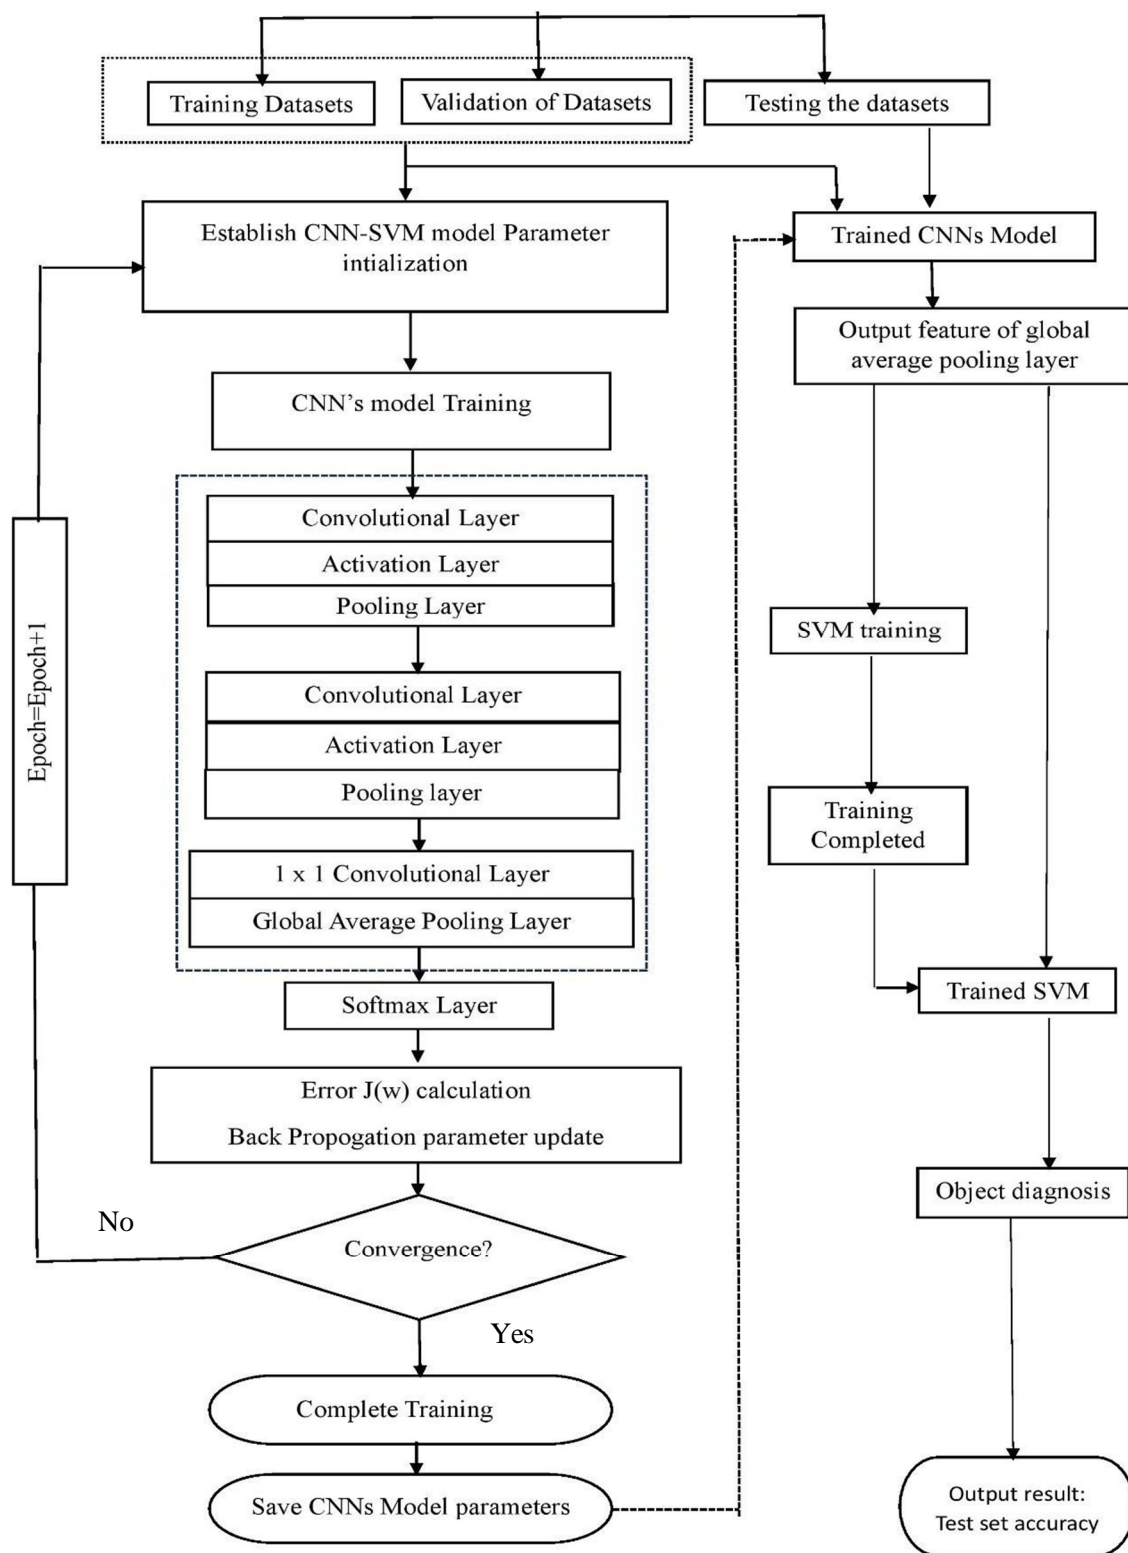 Training Datasets
Validation of Datasets
Testing the datasets
Establish CNN-SVM model Parameter
intialization
CNN's model Training
Convolutional Layer
Activation Layer
Pooling Layer
Convolutional Layer
Activation Layer
Pooling layer
1 x 1 Convolutional Layer
Global Average Pooling Layer
Softmax Layer
Error J(w) calculation
Back Propogation parameter update
Convergence?
No
Yes
Epoch=Epoch+1
Complete Training
Save CNNs Model parameters
Trained CNNs Model
Output feature of global
average pooling layer
SVM training
Training
Completed
Trained SVM
Object diagnosis
Output result:
Test set accuracy